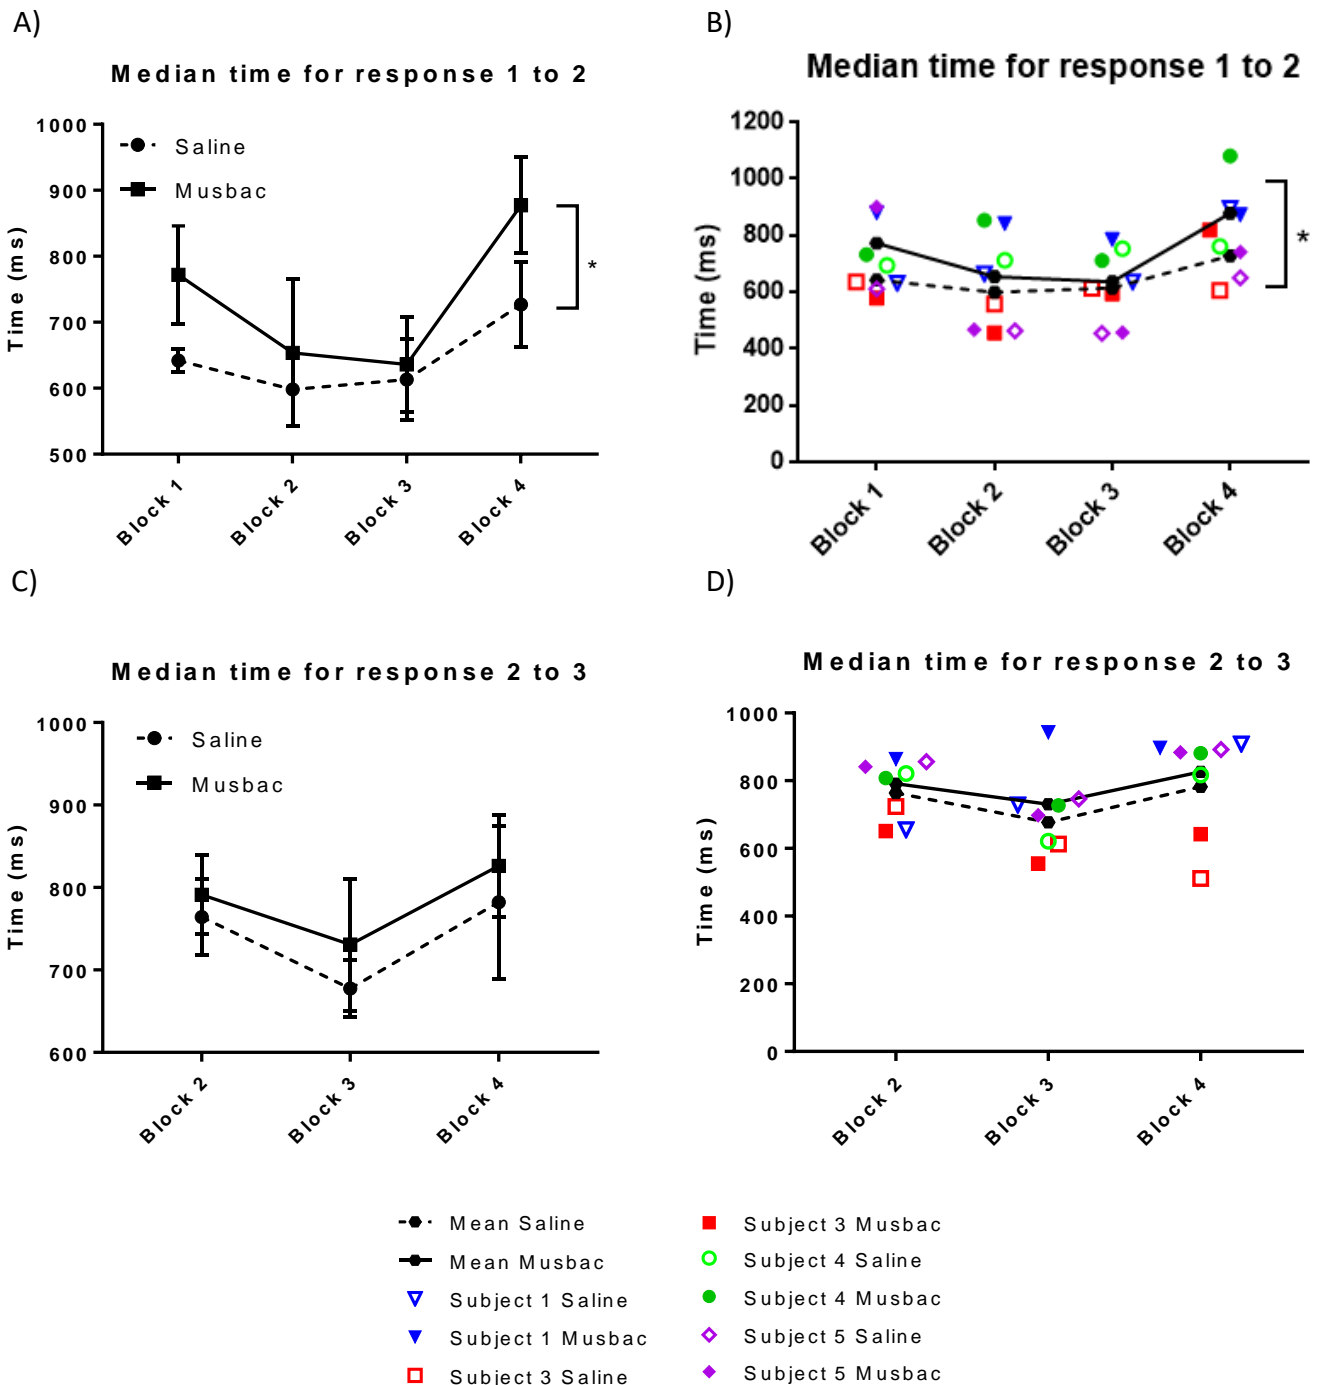 A)
Median time for response 1 to 2
1000
900
800
700
600
500
Time (ms)
Saline
Musbac
*
Block 1
Block 2
Block 3
Block 4
B)
Median time for response 1 to 2
1200
1000
800
600
400
200
0
Time (ms)
*
Block 1
Block 2
Block 3
Block 4
C)
Median time for response 2 to 3
1000
900
800
700
600
Time (ms)
Saline
Musbac
Block 2
Block 3
Block 4
D)
Median time for response 2 to 3
1000
800
600
400
200
0
Time (ms)
Block 2
Block 3
Block 4
Mean Saline
Mean Musbac
Subject 1 Saline
Subject 1 Musbac
Subject 3 Saline
Subject 3 Musbac
Subject 4 Saline
Subject 4 Musbac
Subject 5 Saline
Subject 5 Musbac